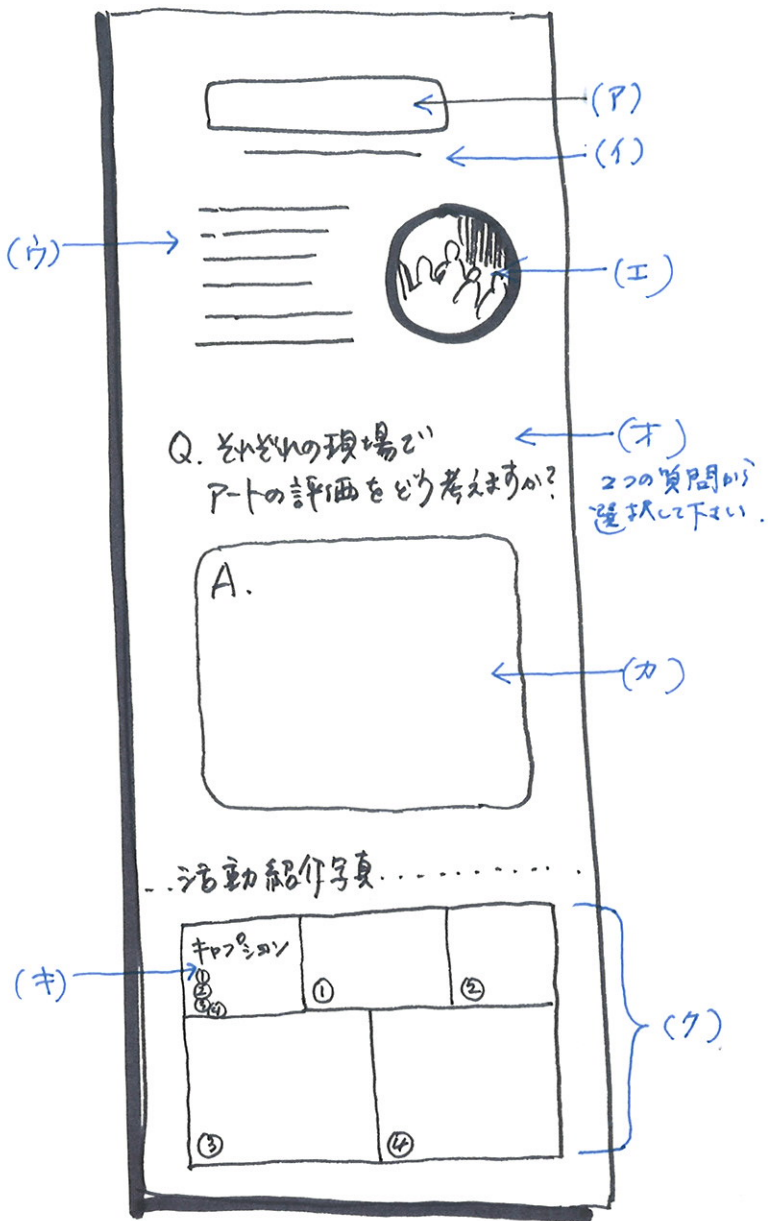 (ア)
(イ)
(ウ)
(エ)
Q. それぞれの現場で
アートの評価をどう考えますか?
(オ)
2つの質問から
選択して下さい.
A.
(カ)
...活動紹介写真...........
キャプション
①
②
③④
(キ)
①
②
③
④
(ク)